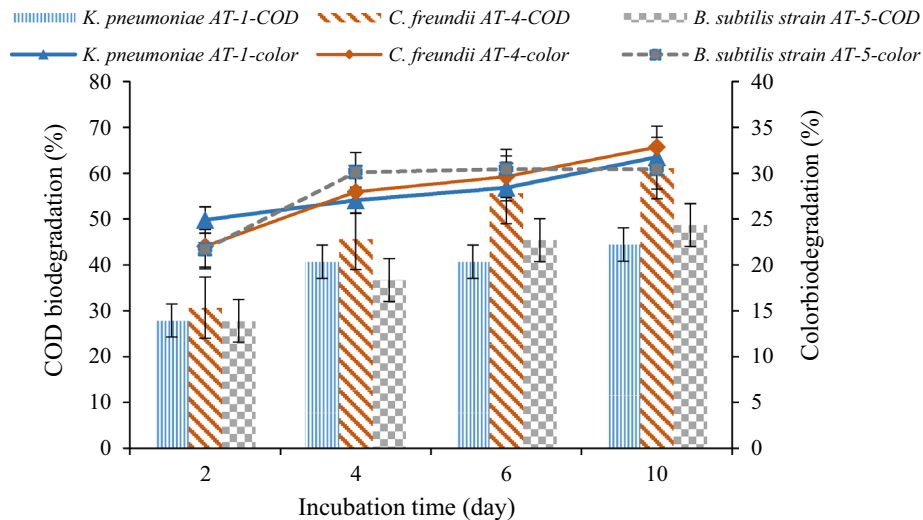 K. pneumoniae AT-1-COD C. freundii AT-4-COD B. subtilis strain AT-5-COD
K. pneumoniae AT-1-color C. freundii AT-4-color B. subtilis strain AT-5-color
80 40
70 35
60 30
50 25
40 20
30 15
20 10
10 5
0 0
COD biodegradation (%)
Colorbiodegradation (%)
2 4 6 10
Incubation time (day)